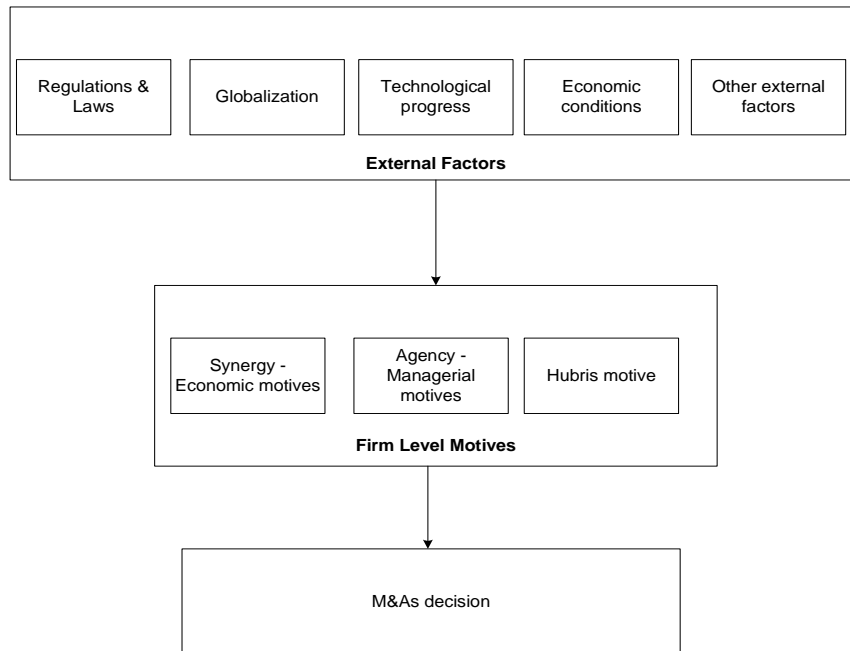 Regulations &
Laws
Globalization
Technological
progress
Economic
conditions
Other external
factors
External Factors
Synergy -
Economic motives
Agency -
Managerial
motives
Hubris motive
Firm Level Motives
M&As decision